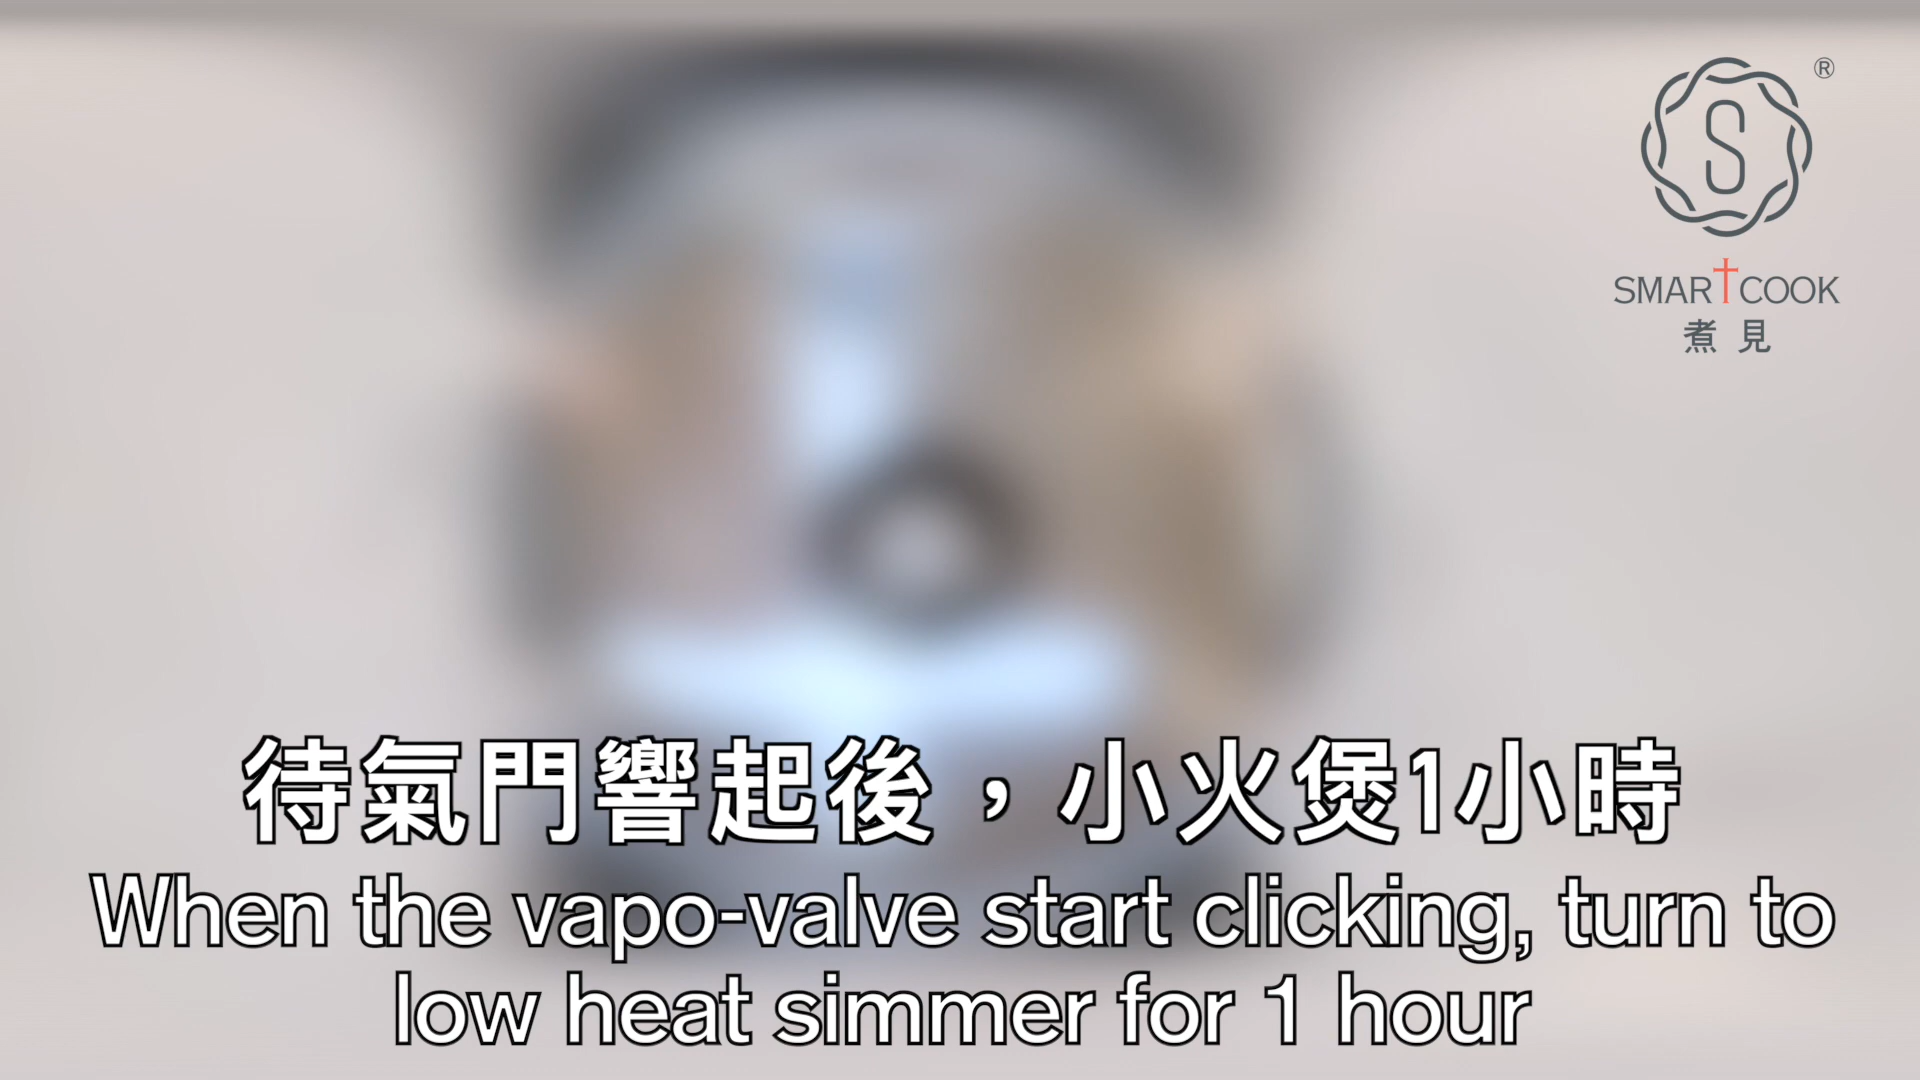 S
®
SMARTCOOK
煮見
待氣門響起後，小火煲1小時
When the vapo-valve start clicking, turn to
low heat simmer for 1 hour